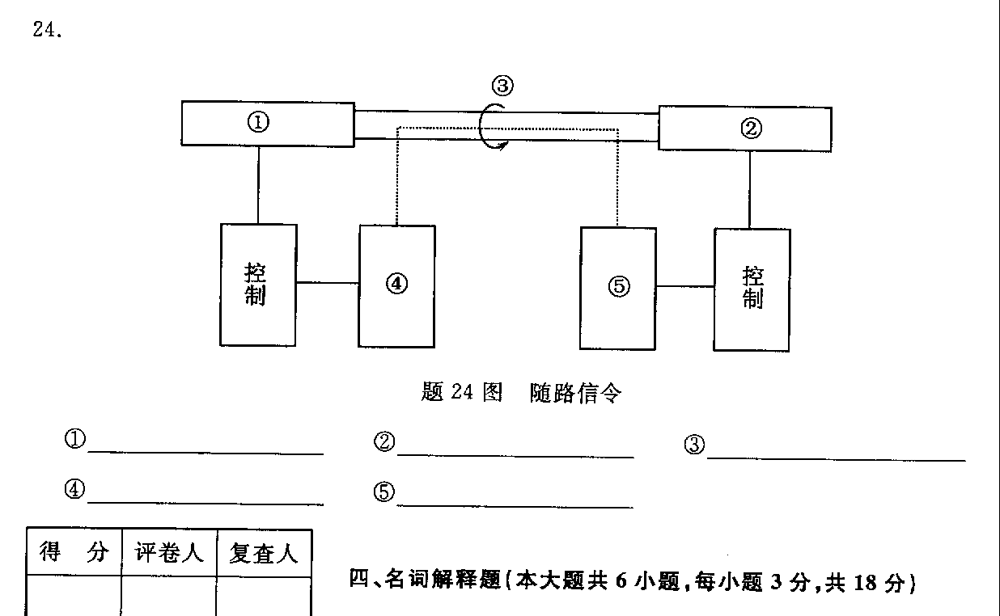 24.
③
① ②
控制 ④ ⑤ 控制
题 24 图 随路信令
① ② ③
④ ⑤
得 分 评卷人 复查人
四、名词解释题(本大题共 6 小题,每小题 3 分,共 18 分)